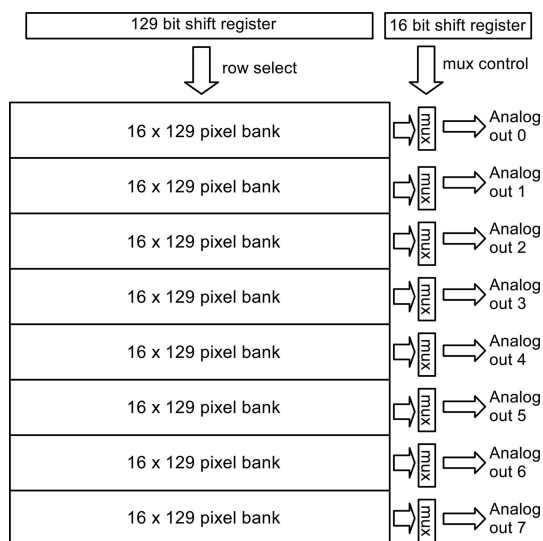 129 bit shift register
16 bit shift register
row select
mux control
16 x 129 pixel bank
mux
Analog
out 0
16 x 129 pixel bank
mux
Analog
out 1
16 x 129 pixel bank
mux
Analog
out 2
16 x 129 pixel bank
mux
Analog
out 3
16 x 129 pixel bank
mux
Analog
out 4
16 x 129 pixel bank
mux
Analog
out 5
16 x 129 pixel bank
mux
Analog
out 6
16 x 129 pixel bank
mux
Analog
out 7